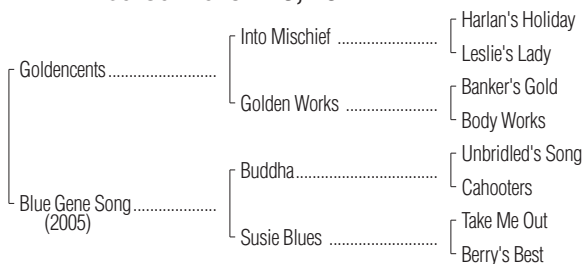 Harlan's Holiday
Into Mischief ....................
Leslie's Lady
Goldencents ......................
Banker's Gold
Golden Works ..................
Body Works
Unbridled's Song
Buddha ............................
Cahooters
Blue Gene Song .................
(2005)
Take Me Out
Susie Blues ......................
Berry's Best